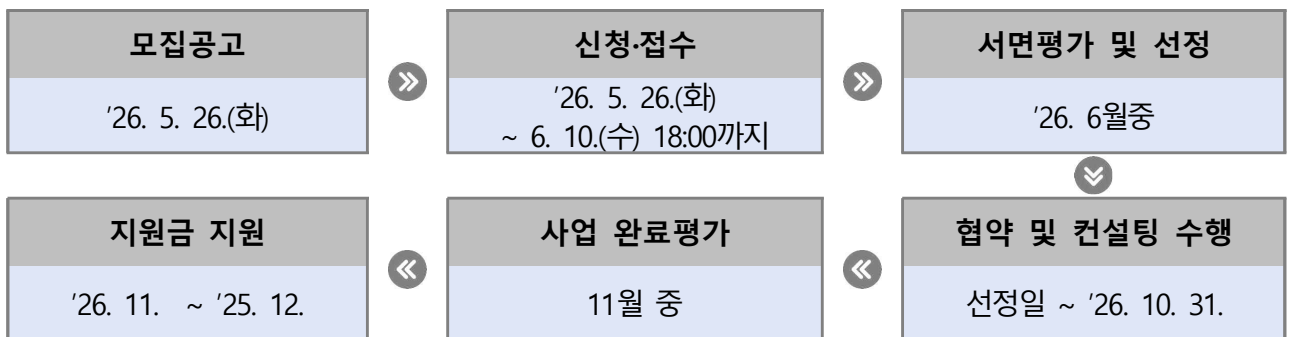 모집공고
'26. 5. 26.(화)
신청·접수
'26. 5. 26.(화)
~ 6. 10.(수) 18:00까지
서면평가 및 선정
'26. 6월중
협약 및 컨설팅 수행
선정일 ~ '26. 10. 31.
사업 완료평가
11월 중
지원금 지원
'26. 11. ~ '25. 12.